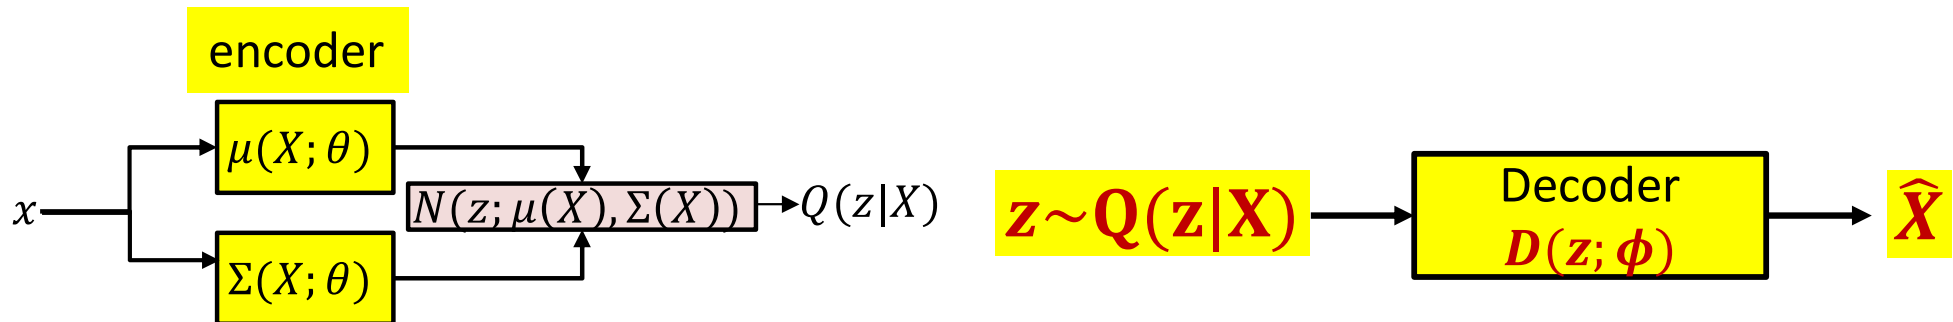 encoder
μ(X; θ)
x
N(z; μ(X), Σ(X))
Q(z|X)
Σ(X; θ)
z~Q(z|X)
Decoder
D(z; ϕ)
X̂